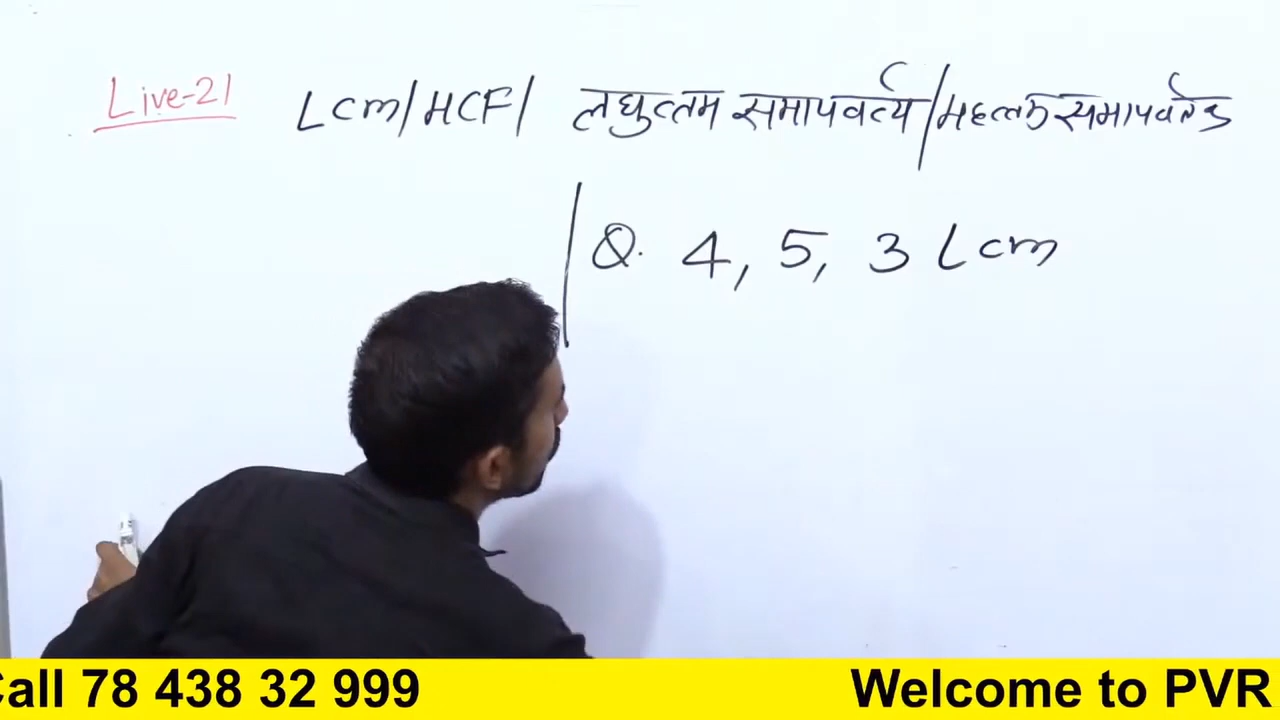 Live-21 Lcm/HCF/ लघुत्तम समापवर्त्य/महत्तम समापवर्तक
Q. 4, 5, 3 Lcm
Call 78 438 32 999 Welcome to PVR